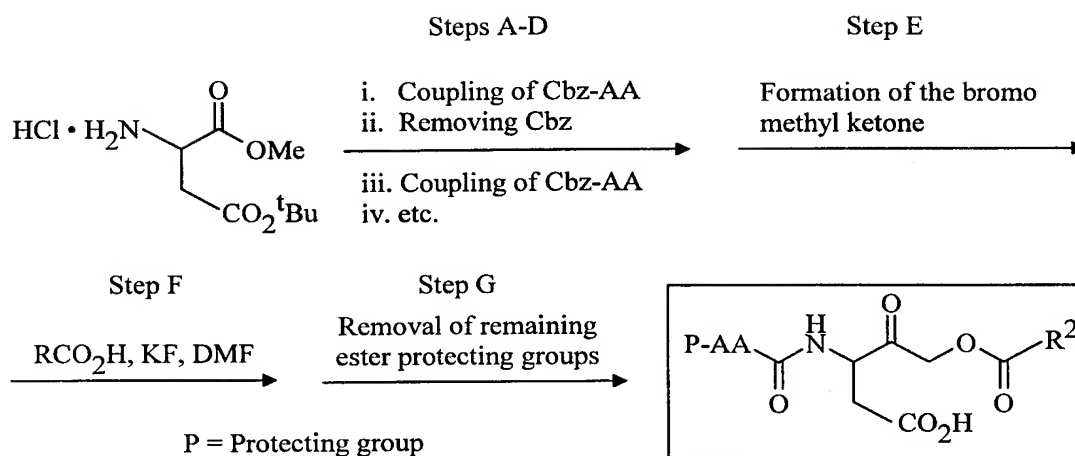 Steps A-D
Step E
i. Coupling of Cbz-AA
ii. Removing Cbz
iii. Coupling of Cbz-AA
iv. etc.
Formation of the bromo
methyl ketone
HCl • H2N
O
OMe
CO2tBu
Step F
Step G
RCO2H, KF, DMF
Removal of remaining
ester protecting groups
P = Protecting group
P-AA
O
H
N
O
O
R2
O
CO2H